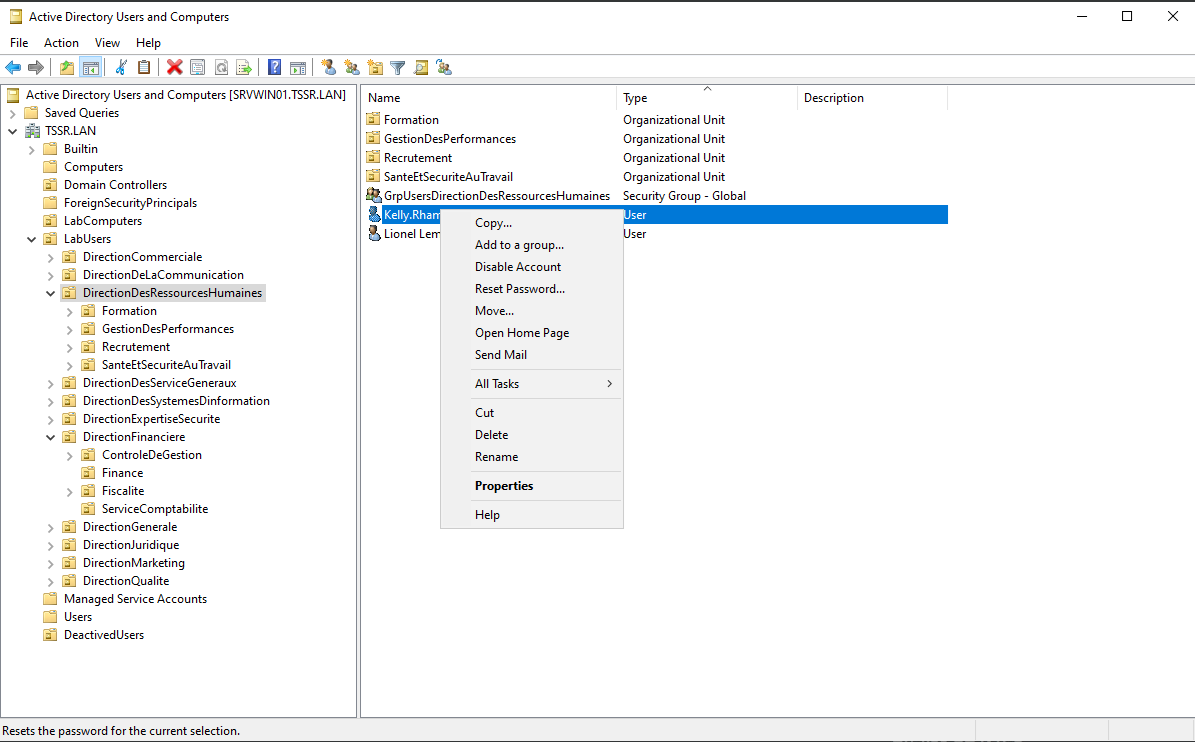 Active Directory Users and Computers
File Action View Help
Active Directory Users and Computers [SRVWIN01.TSSR.LAN]
Saved Queries
TSSR.LAN
Builtin
Computers
Domain Controllers
ForeignSecurityPrincipals
LabComputers
LabUsers
DirectionCommerciale
DirectionDeLaCommunication
DirectionDesRessourcesHumaines
Formation
GestionDesPerformances
Recrutement
SanteEtSecuriteAuTravail
DirectionDesServiceGeneraux
DirectionDesSystemesDinformation
DirectionExpertiseSecurite
DirectionFinanciere
ControleDeGestion
Finance
Fiscalite
ServiceComptabilite
DirectionGenerale
DirectionJuridique
DirectionMarketing
DirectionQualite
Managed Service Accounts
Users
DeactivedUsers
Name Type Description
Formation Organizational Unit
GestionDesPerformances Organizational Unit
Recrutement Organizational Unit
SanteEtSecuriteAuTravail Organizational Unit
GrpUsersDirectionDesRessourcesHumaines Security Group - Global
Kelly.Rham User
Lionel Lem User
Copy...
Add to a group...
Disable Account
Reset Password...
Move...
Open Home Page
Send Mail
All Tasks
Cut
Delete
Rename
Properties
Help
Resets the password for the current selection.